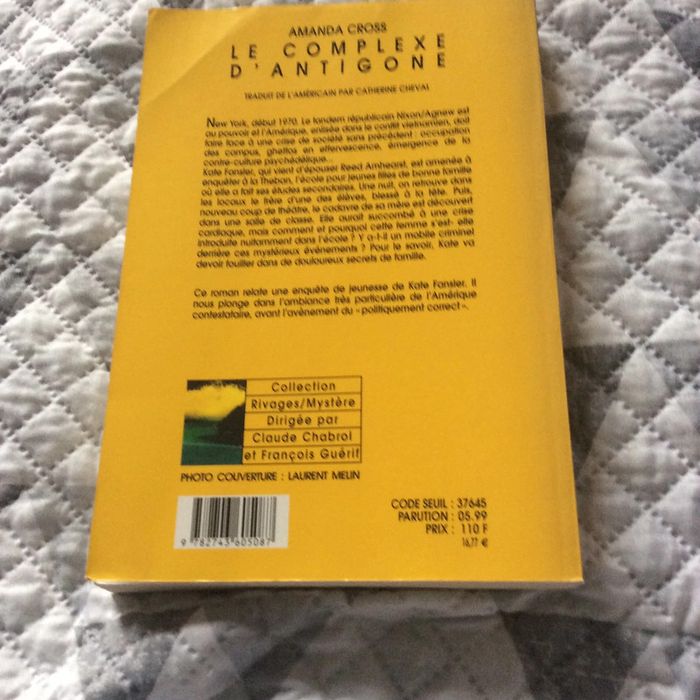 AMANDA CROSS
LE COMPLEXE
D'ANTIGONE
TRADUIT DE L'AMÉRICAIN PAR CATHERINE CHEVAT
New York, début 1970. Le tandem républicain Nixon/Agnew est
au pouvoir et l'Amérique, enlisée dans le conflit vietnamien, doit
faire face à une crise de société sans précédent : occupation
des campus, ghettos en effervescence, émergence de la
contre-culture psychédélique...
Kate Fansler, qui vient d'épouser Reed Amhearst, est amenée à
enquêter à la Theban, l'école pour jeunes filles de bonne famille
où elle a fait ses études secondaires. Une nuit, on retrouve dans
les locaux le frère d'une des élèves, blessé à la tête. Puis,
nouveau coup de théâtre, le cadavre de sa mère est découvert
dans une salle de classe. Elle aurait succombé à une crise
cardiaque, mais comment et pourquoi cette femme s'est- elle
introduite nuitamment dans l'école ? Y a-t-il un mobile criminel
derrière ces mystérieux événements ? Pour le savoir, Kate va
devoir fouiller dans de douloureux secrets de famille.
Ce roman relate une enquête de jeunesse de Kate Fansler. Il
nous plonge dans l'ambiance très particulière de l'Amérique
contestataire, avant l'avènement du « politiquement correct ».
Collection
Rivages/Mystère
Dirigée par
Claude Chabrol
et François Guérif
PHOTO COUVERTURE : LAURENT MELIN
CODE SEUIL : 37645
PARUTION : 05.99
PRIX : 110 F
16,77 €
9 782743 605087